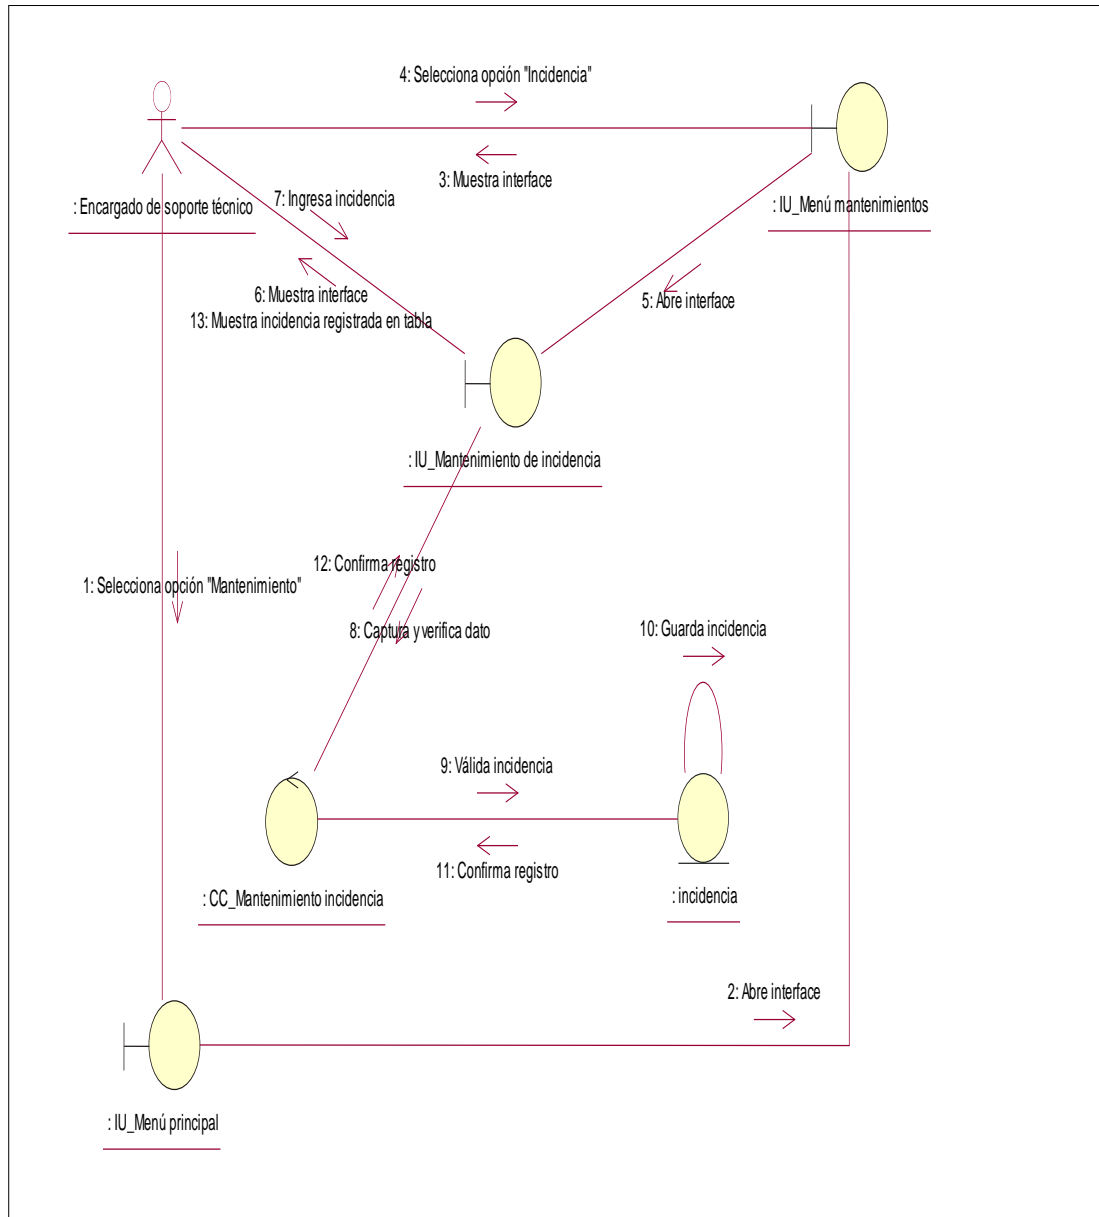 4: Selecciona opción "Incidencia"
3: Muestra interface
7: Ingresa incidencia
: Encargado de soporte técnico
: IU_Menú mantenimientos
6: Muestra interface
5: Abre interface
13: Muestra incidencia registrada en tabla
: IU_Mantenimiento de incidencia
12: Confirma registro
1: Selecciona opción "Mantenimiento"
8: Captura y verifica dato
10: Guarda incidencia
9: Válida incidencia
11: Confirma registro
: CC_Mantenimiento incidencia
: incidencia
2: Abre interface
: IU_Menú principal